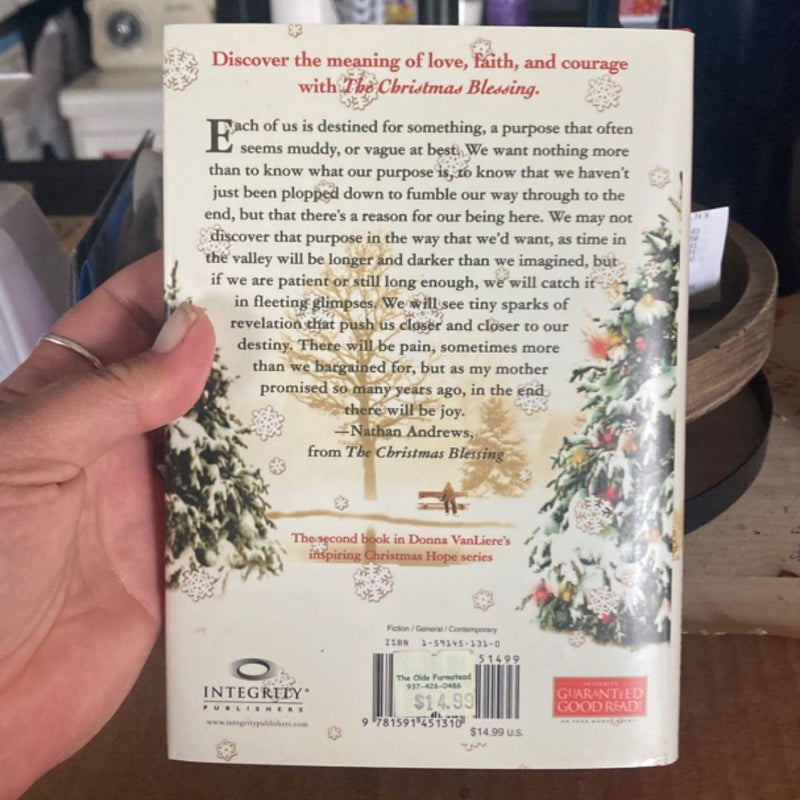 Discover the meaning of love, faith, and courage
with The Christmas Blessing.
Each of us is destined for something, a purpose that often
seems muddy, or vague at best. We want nothing more
than to know what our purpose is, to know that we haven't
just been plopped down to fumble our way through to the
end, but that there's a reason for our being here. We may not
discover that purpose in the way that we'd want, as time in
the valley will be longer and darker than we imagined, but
if we are patient or still long enough, we will catch it
in fleeting glimpses. We will see tiny sparks of
revelation that push us closer and closer to our
destiny. There will be pain, sometimes more
than we bargained for, but as my mother
promised so many years ago, in the end
there will be joy.
—Nathan Andrews,
from The Christmas Blessing
The second book in Donna VanLiere's
inspiring Christmas Hope series
Fiction / General / Contemporary
ISBN 1-59145-131-0
51499
The Olde Farmstead
937-426-0486
$14.99
9 781591 451310
$14.99 U.S.
INTEGRITY®
PUBLISHERS
www.integritypublishers.com
INTEGRITY
GUARANTEED
GOOD READ!
OR YOUR MONEY BACK!